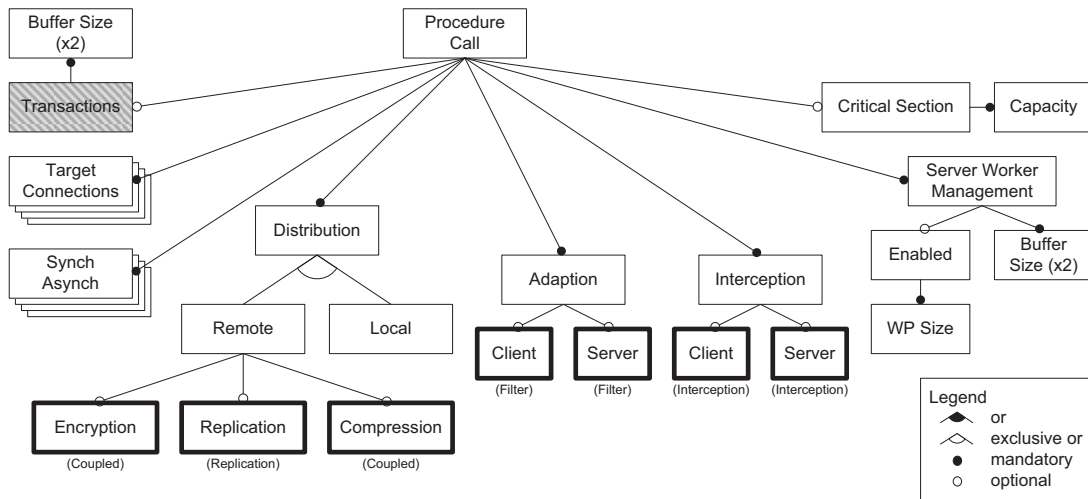 Buffer Size
(x2)
Procedure
Call
Transactions
Critical Section
Capacity
Target
Connections
Server Worker
Management
Distribution
Synch
Asynch
Enabled
Buffer
Size (x2)
Adaption
Interception
Remote
Local
WP Size
Client
Server
Client
Server
(Filter)
(Filter)
(Interception)
(Interception)
Encryption
Replication
Compression
(Coupled)
(Replication)
(Coupled)
Legend
or
exclusive or
mandatory
optional